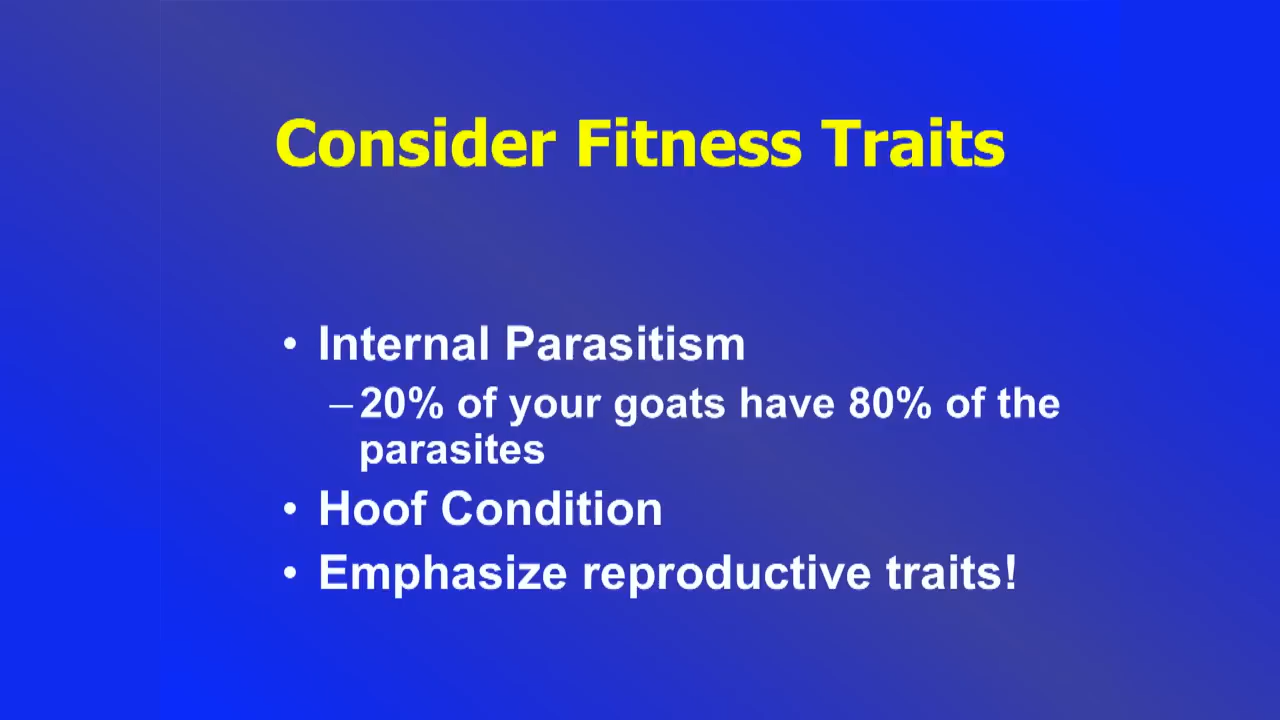 Consider Fitness Traits
• Internal Parasitism
–20% of your goats have 80% of the
parasites
• Hoof Condition
• Emphasize reproductive traits!